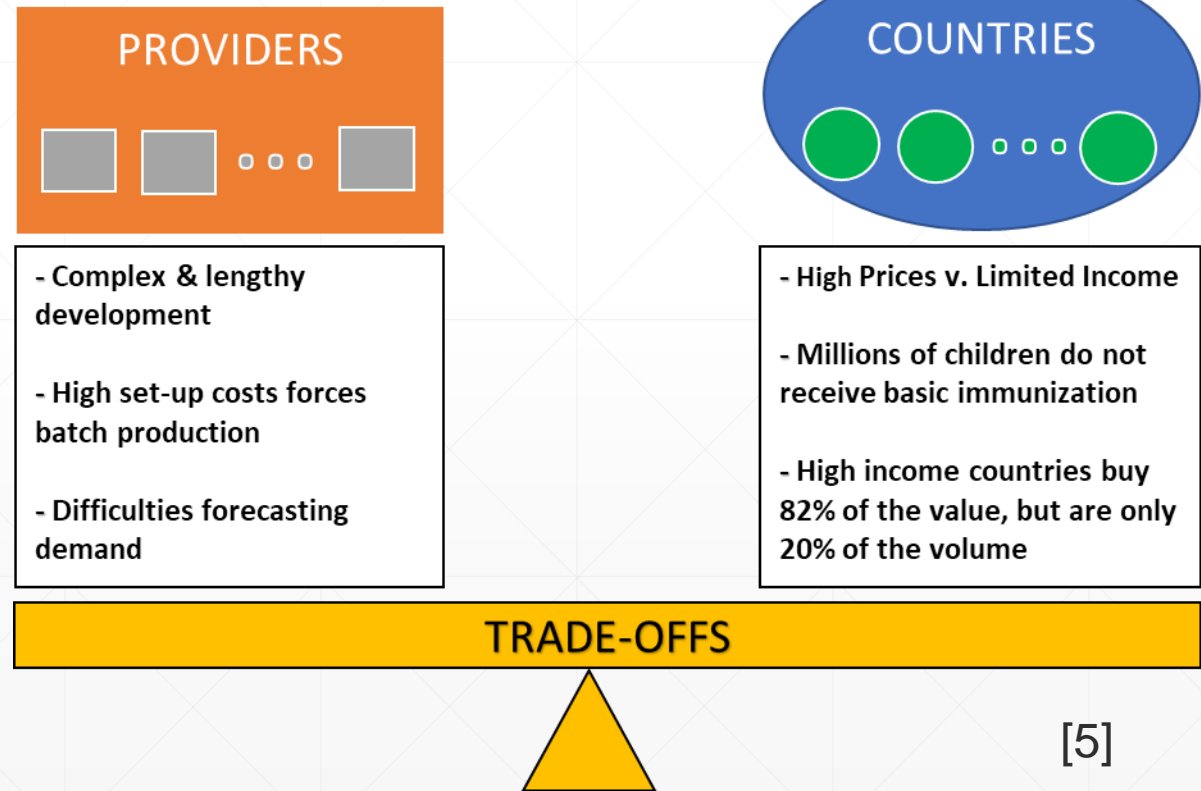 PROVIDERS
- Complex & lengthy
development
- High set-up costs forces
batch production
- Difficulties forecasting
demand
COUNTRIES
- High Prices v. Limited Income
- Millions of children do not
receive basic immunization
- High income countries buy
82% of the value, but are only
20% of the volume
TRADE-OFFS
[5]